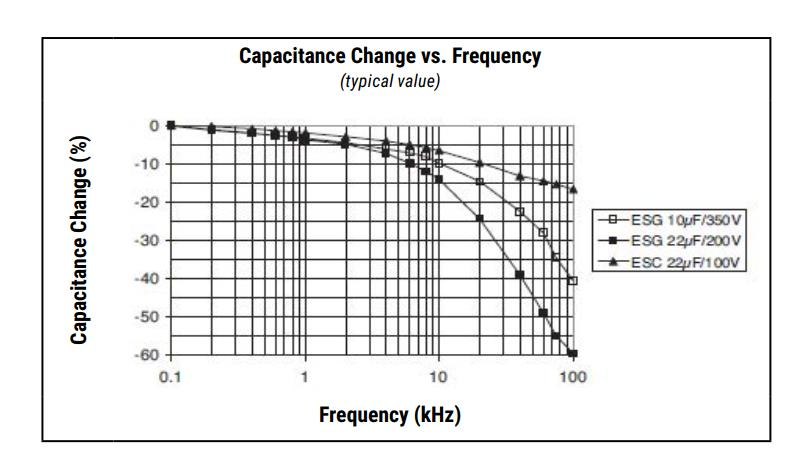 Capacitance Change vs. Frequency
(typical value)
Capacitance Change (%)
0
-10
-20
-30
-40
-50
-60
0.1
1
10
100
Frequency (kHz)
ESG 10µF/350V
ESG 22µF/200V
ESC 22µF/100V